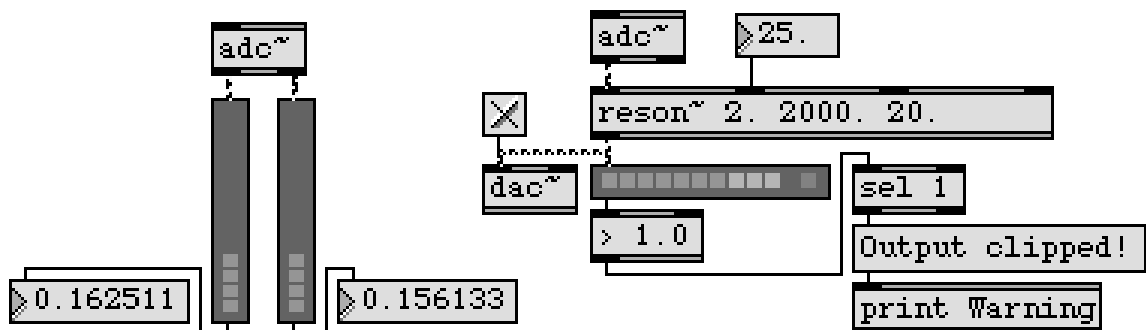 adc~
0.162511
0.156133
adc~
25.
reson~ 2. 2000. 20.
dac~
> 1.0
sel 1
Output clipped!
print Warning